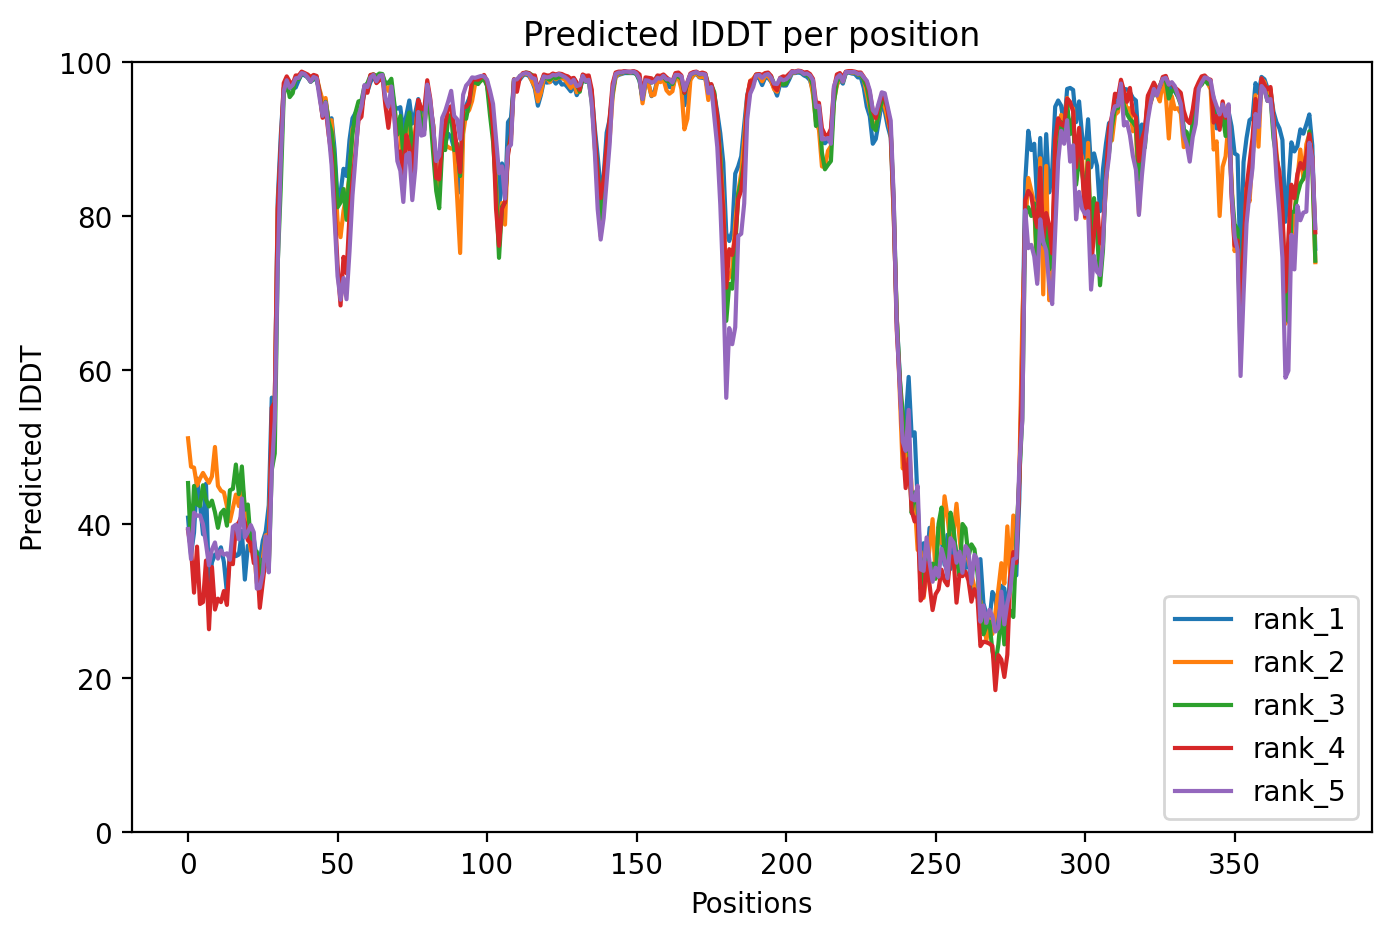 Predicted lDDT per position
100
80
60
40
20
0
Predicted lDDT
0 50 100 150 200 250 300 350
Positions
rank_1
rank_2
rank_3
rank_4
rank_5